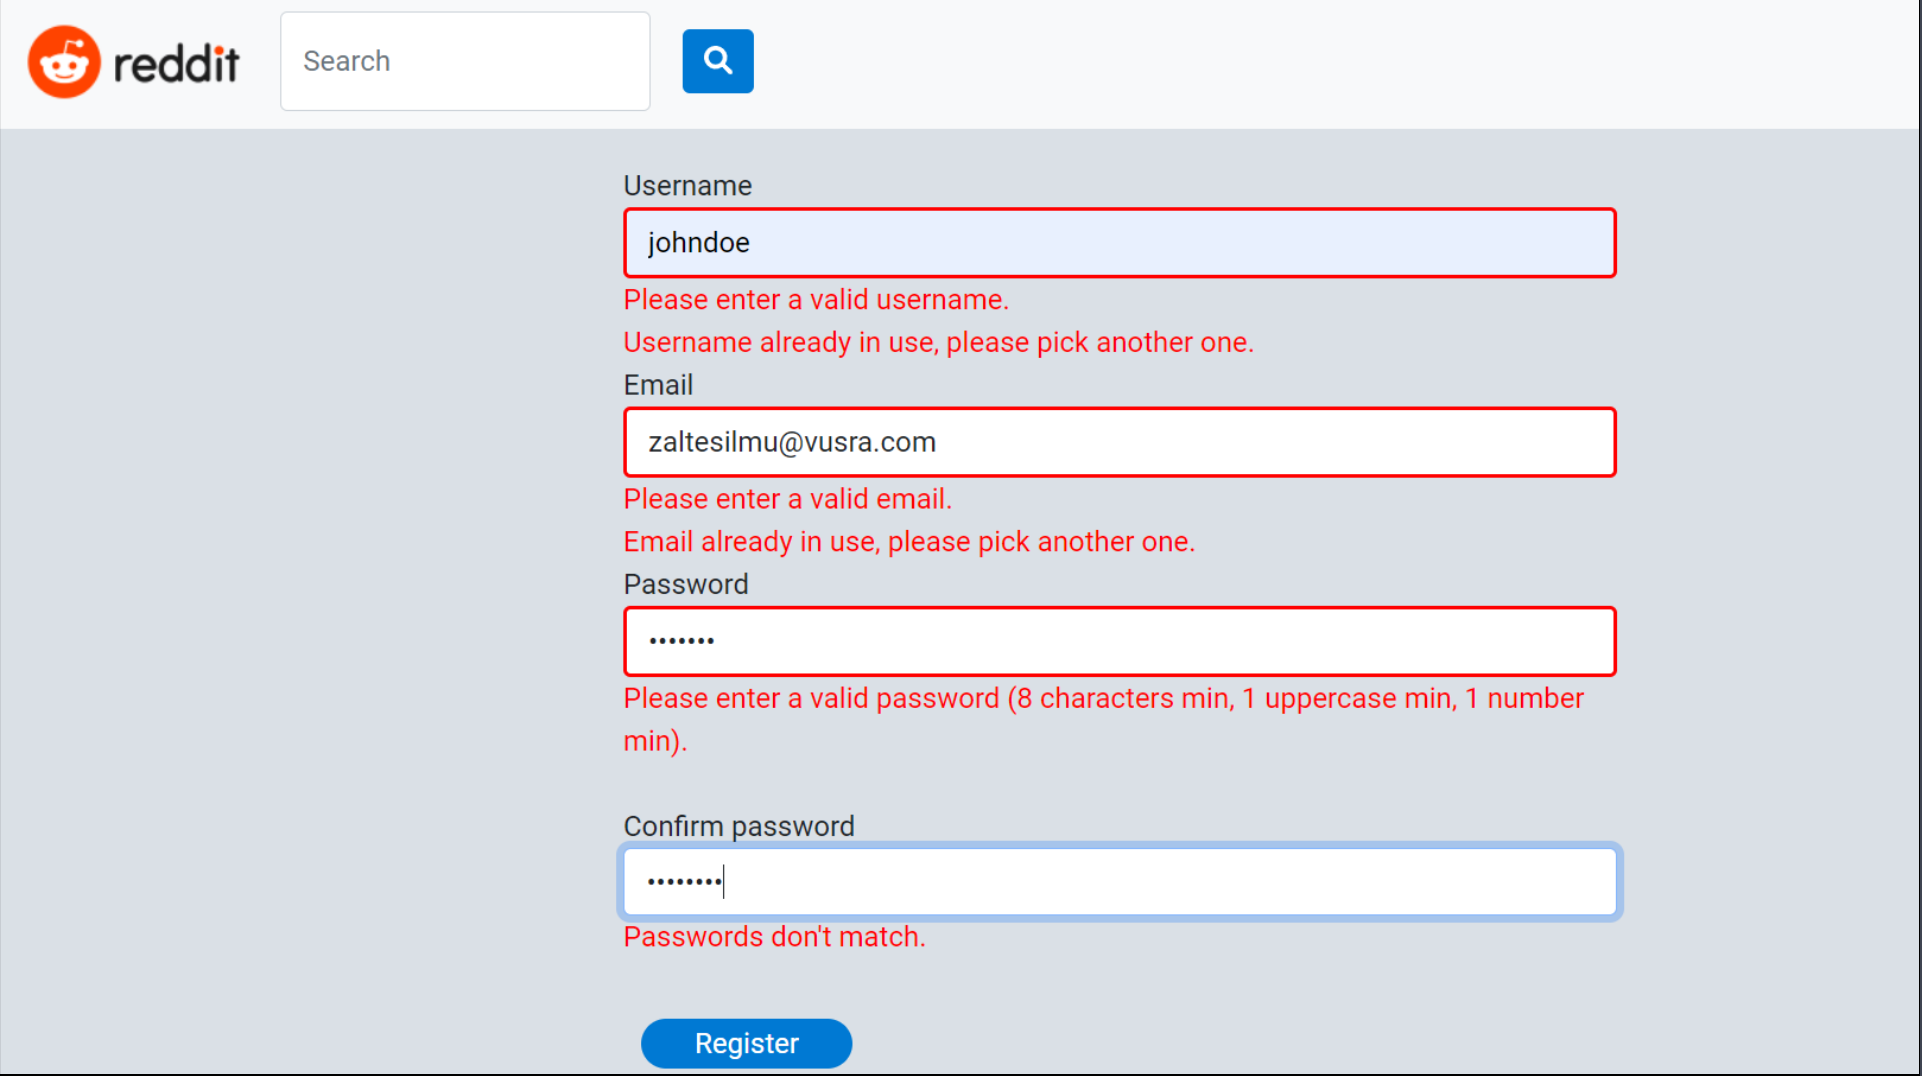 reddit
Search
Username
johndoe
Please enter a valid username.
Username already in use, please pick another one.
Email
zaltesilmu@vusra.com
Please enter a valid email.
Email already in use, please pick another one.
Password
•••••••
Please enter a valid password (8 characters min, 1 uppercase min, 1 number
min).
Confirm password
••••••••
Passwords don't match.
Register